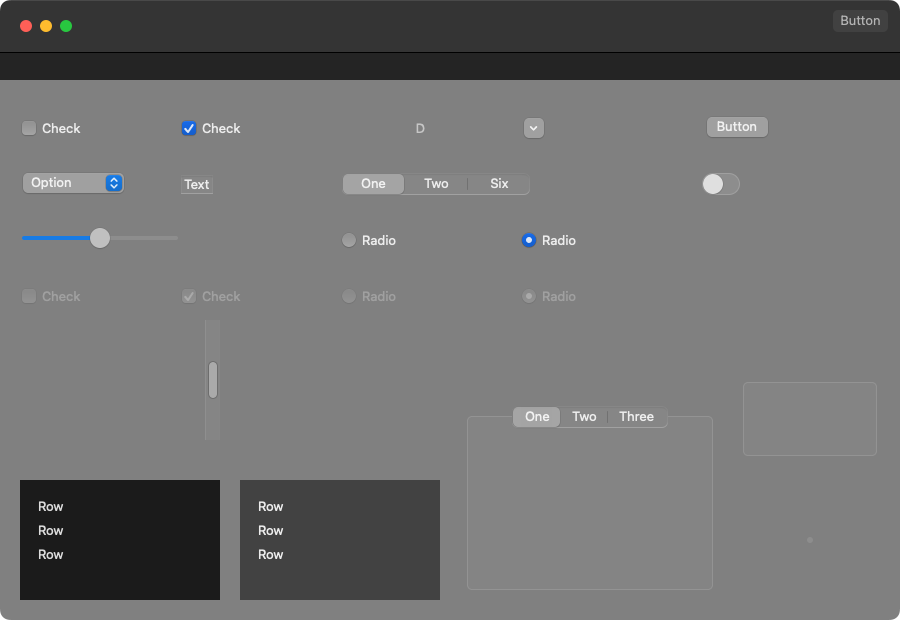 Button
Check
Check
D
Button
Option
Text
One
Two
Six
Radio
Radio
Check
Check
Radio
Radio
One
Two
Three
Row
Row
Row
Row
Row
Row